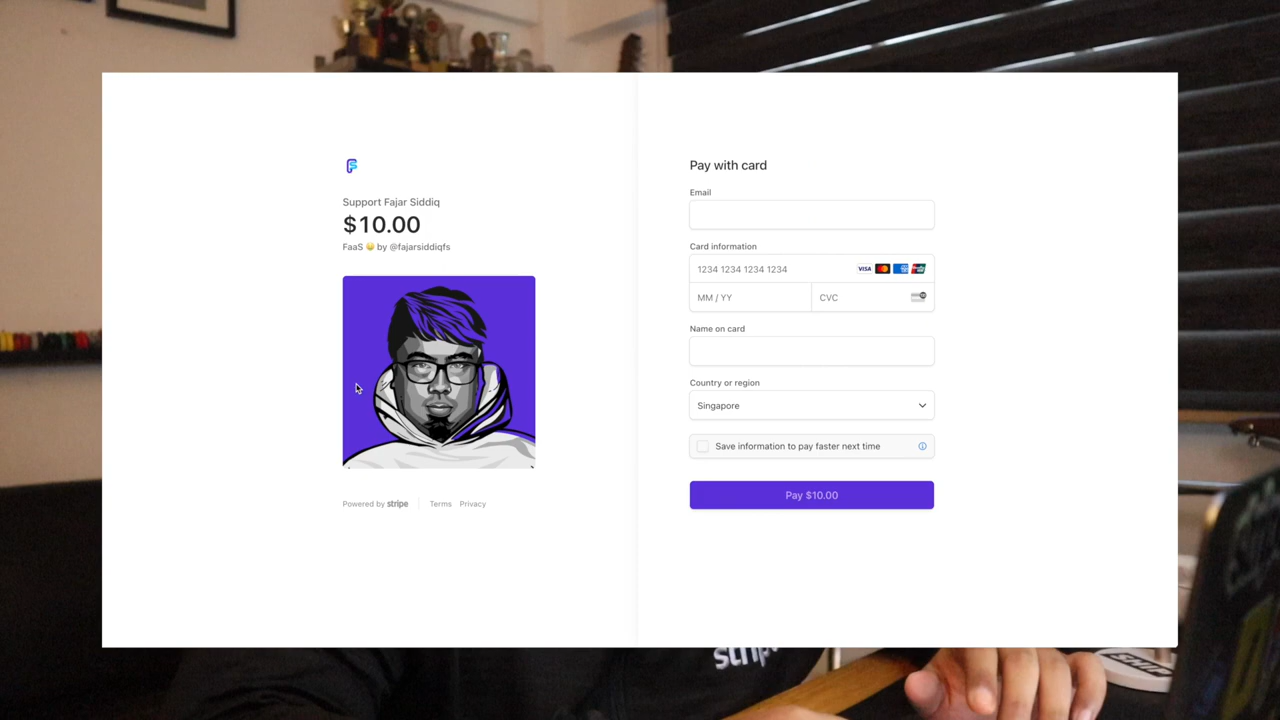 Support Fajar Siddiq
$10.00
FaaS 😄 by @fajarsiddiqfs
Powered by stripe
Terms Privacy
Pay with card
Email
Card information
1234 1234 1234 1234
VISA
MM / YY
CVC
Name on card
Country or region
Singapore
Save information to pay faster next time
Pay $10.00
stripe